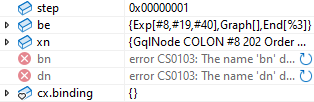 step 0x00000001
be {Exp[#8,#19,#40],Graph[],End[%3]}
xn {GqlNode COLON #8 202 Order ...
bn error CS0103: The name 'bn' d...
dn error CS0103: The name 'dn' d...
cx.binding {}